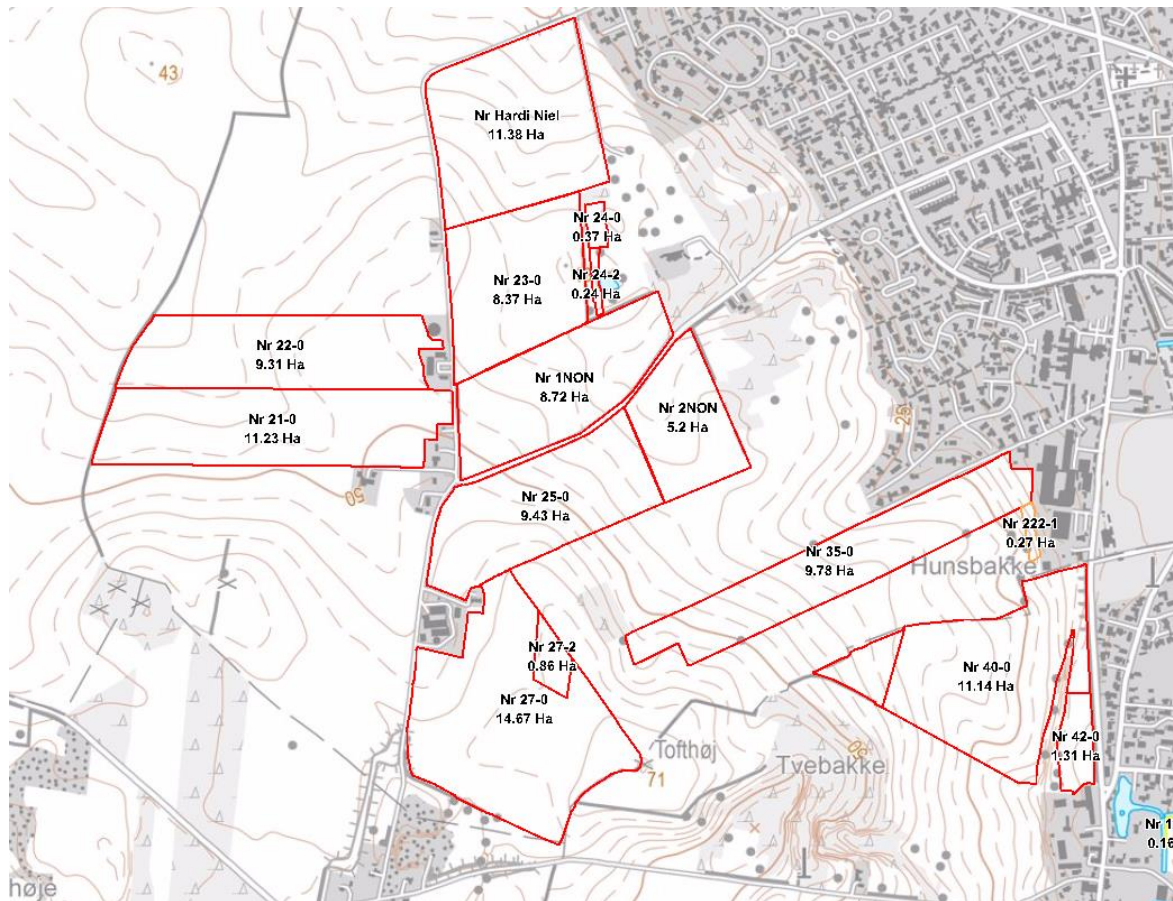 43
Nr Hardi Niel
11.38 Ha
Nr 24-0
0.37 Ha
Nr 23-0
8.37 Ha
Nr 24-2
0.24 Ha
Nr 22-0
9.31 Ha
Nr 1NON
8.72 Ha
Nr 2NON
5.2 Ha
Nr 21-0
11.23 Ha
25
50
Nr 25-0
9.43 Ha
Nr 222-1
0.27 Ha
Nr 35-0
9.78 Ha
Hunsbakke
Nr 27-2
0.86 Ha
Nr 40-0
11.14 Ha
Nr 27-0
14.67 Ha
Nr 42-0
1.31 Ha
Tofthøj
50
Tvebakke
71
Nr 1
0.16
høje